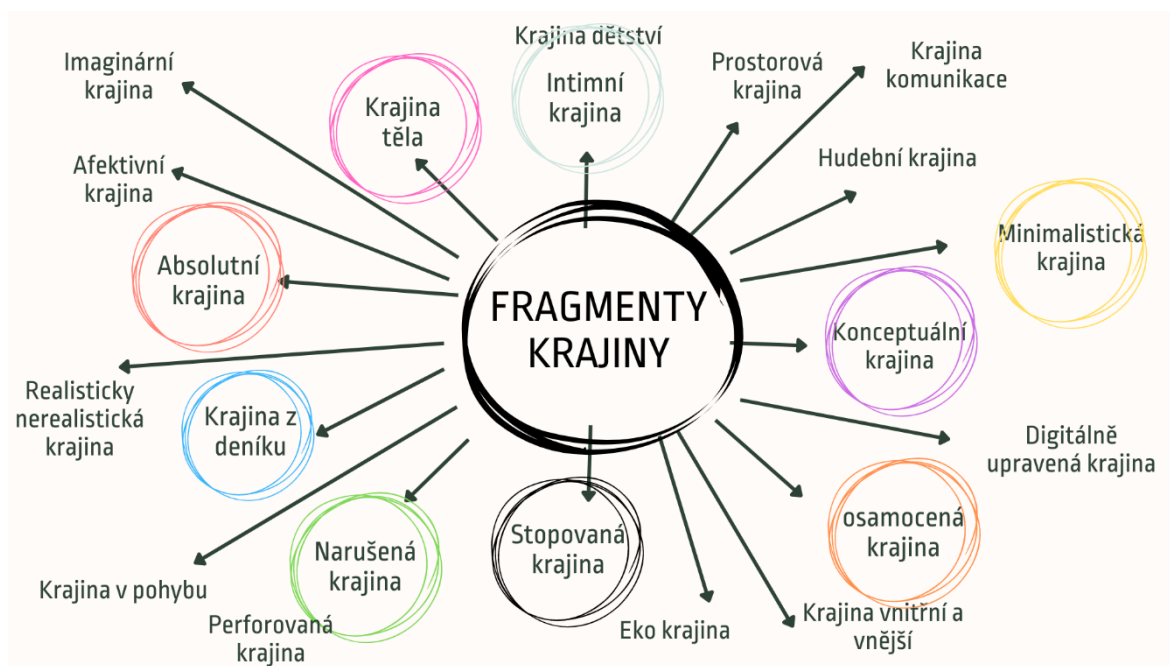 Krajina dětství
Intimní
krajina
Imaginární
krajina
Krajina
těla
Prostorová
krajina
Krajina
komunikace
Afektivní
krajina
Hudební krajina
Absolutní
krajina
Minimalistická
krajina
FRAGMENTY
KRAJINY
Konceptuální
krajina
Realisticky
nerealistická
krajina
Krajina z
deníku
Digitálně
upravená krajina
Narušená
krajina
Stopovaná
krajina
osamocená
krajina
Krajina v pohybu
Perforovaná
krajina
Eko krajina
Krajina vnitřní a
vnější